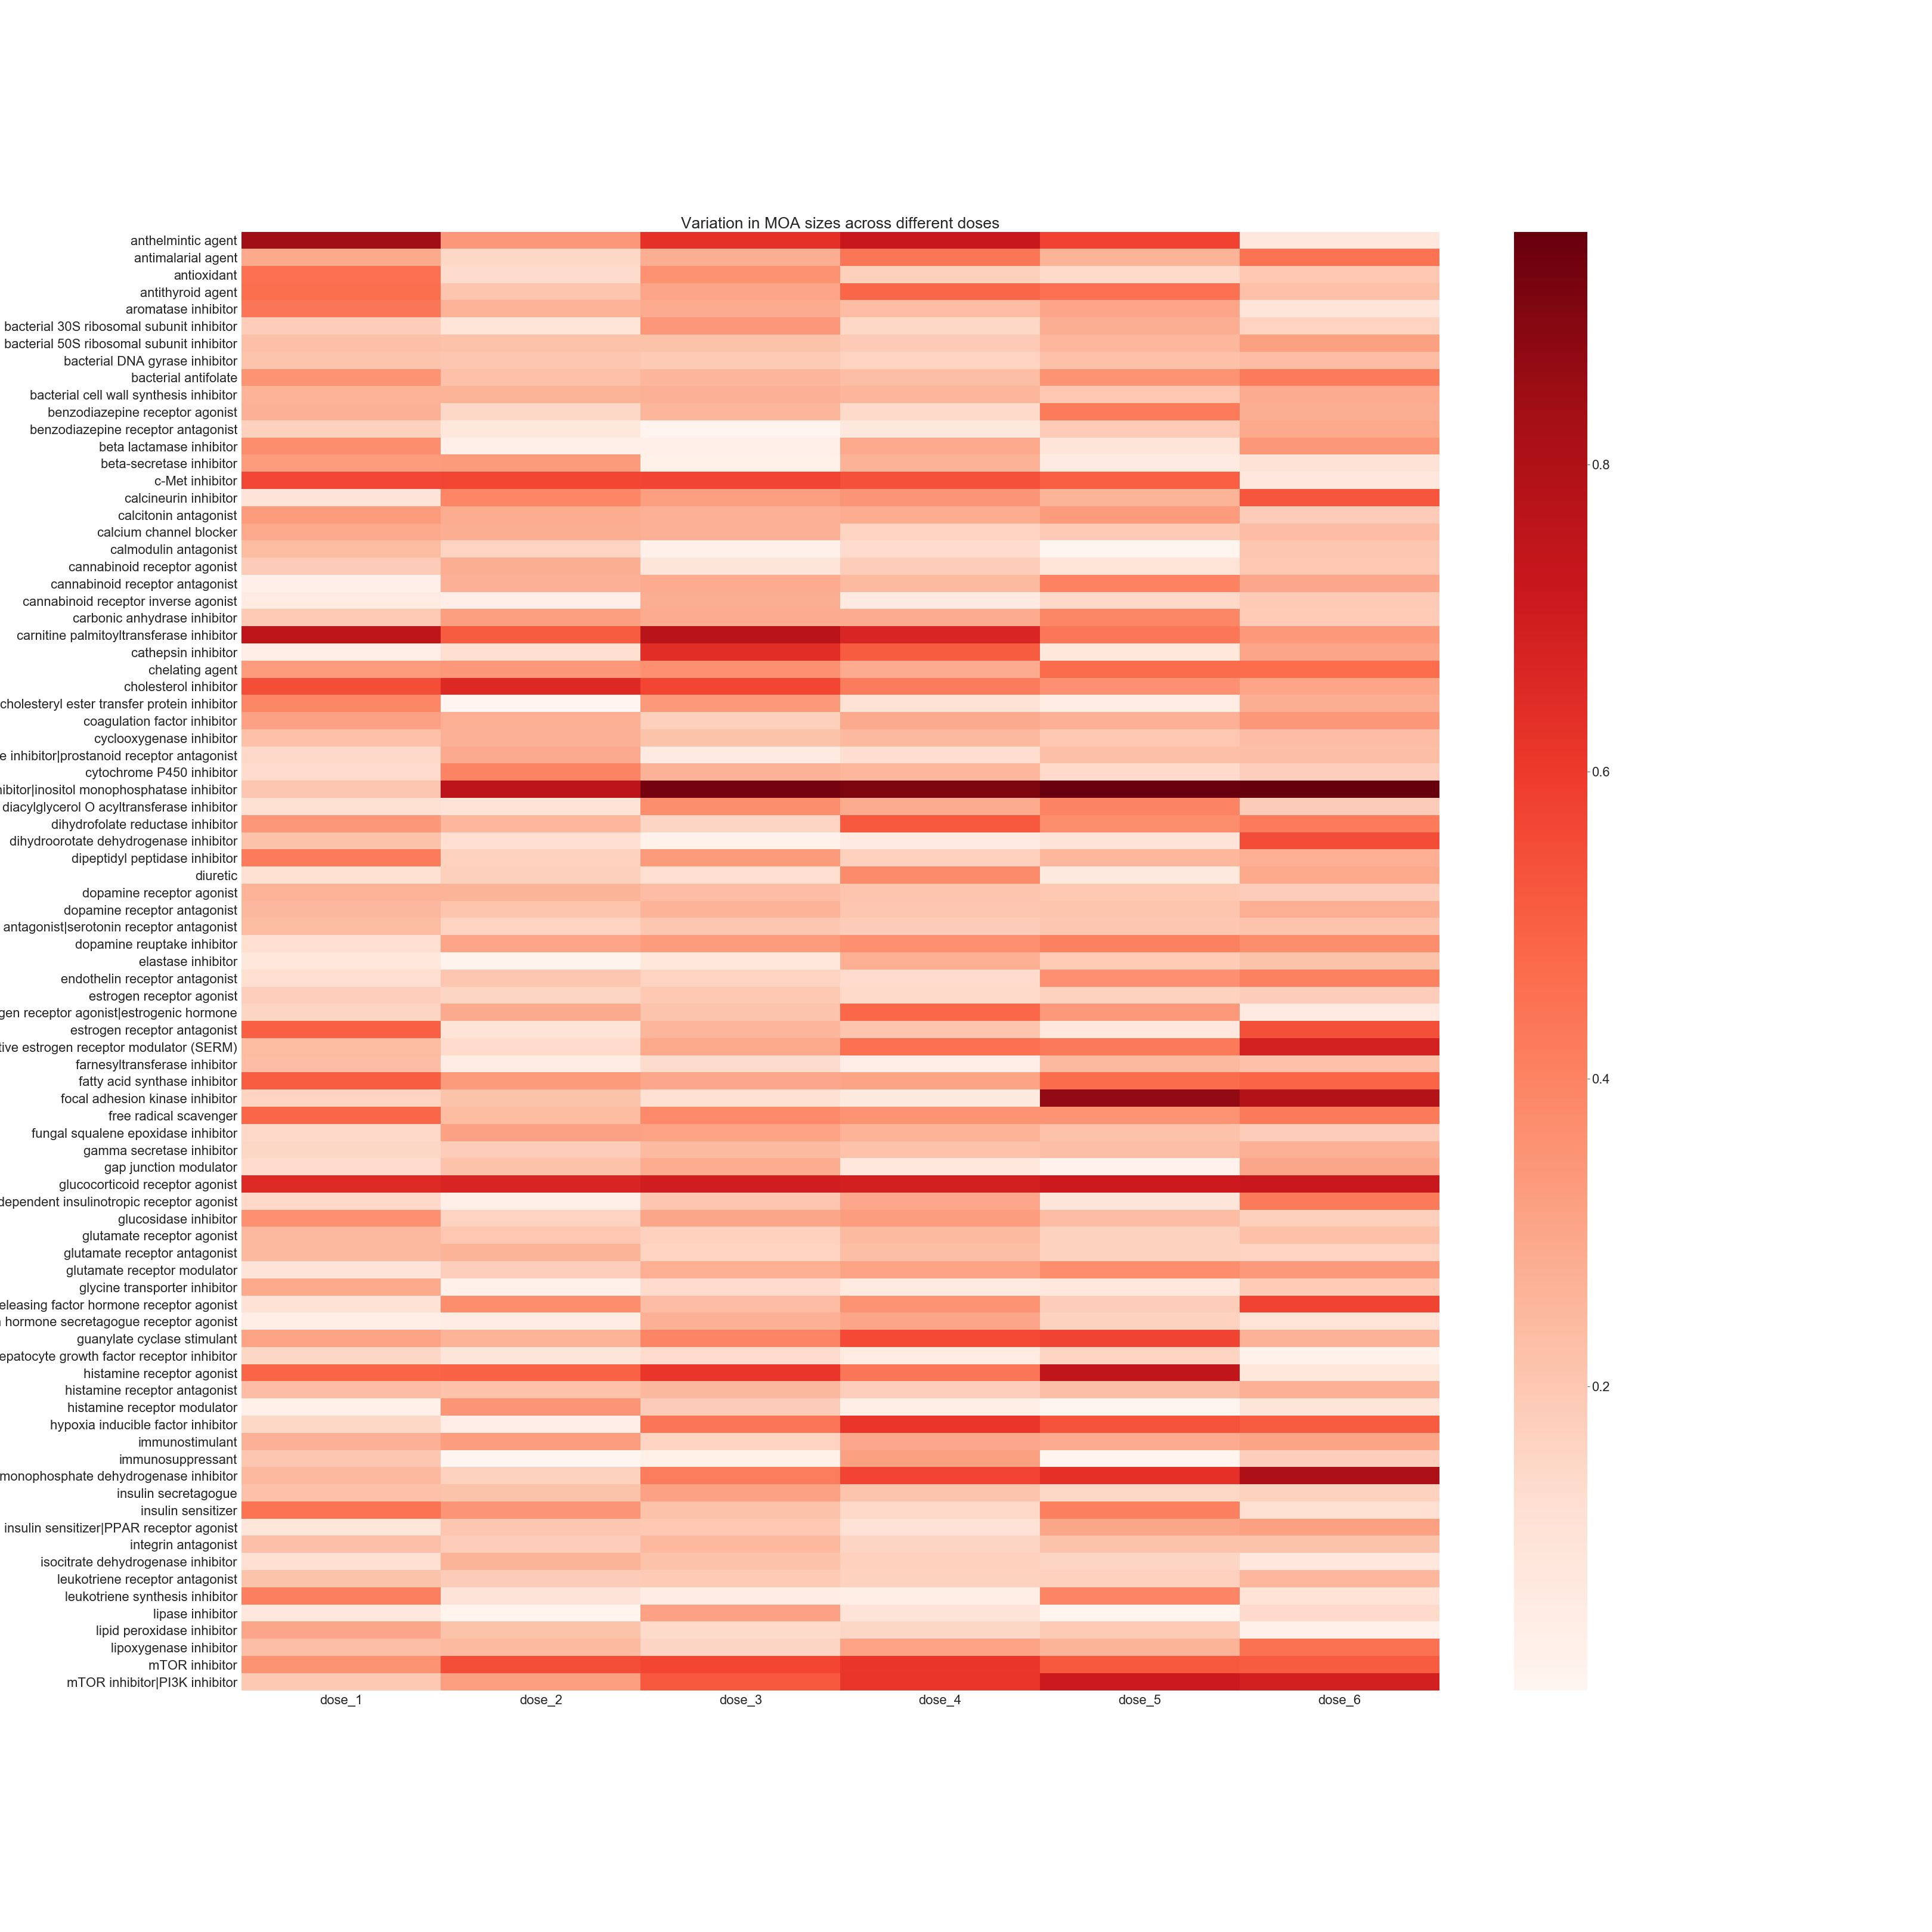 Variation in MOA sizes across different doses
anthelmintic agent
antimalarial agent
antioxidant
antithyroid agent
aromatase inhibitor
bacterial 30S ribosomal subunit inhibitor
bacterial 50S ribosomal subunit inhibitor
bacterial DNA gyrase inhibitor
bacterial antifolate
bacterial cell wall synthesis inhibitor
benzodiazepine receptor agonist
benzodiazepine receptor antagonist
beta lactamase inhibitor
beta-secretase inhibitor
c-Met inhibitor
calcineurin inhibitor
calcitonin antagonist
calcium channel blocker
calmodulin antagonist
cannabinoid receptor agonist
cannabinoid receptor antagonist
cannabinoid receptor inverse agonist
carbonic anhydrase inhibitor
carnitine palmitoyltransferase inhibitor
cathepsin inhibitor
chelating agent
cholesterol inhibitor
cholesteryl ester transfer protein inhibitor
coagulation factor inhibitor
cyclooxygenase inhibitor
e inhibitor|prostanoid receptor antagonist
cytochrome P450 inhibitor
hibitor|inositol monophosphatase inhibitor
diacylglycerol O acyltransferase inhibitor
dihydrofolate reductase inhibitor
dihydroorotate dehydrogenase inhibitor
dipeptidyl peptidase inhibitor
diuretic
dopamine receptor agonist
dopamine receptor antagonist
antagonist|serotonin receptor antagonist
dopamine reuptake inhibitor
elastase inhibitor
endothelin receptor antagonist
estrogen receptor agonist
gen receptor agonist|estrogenic hormone
estrogen receptor antagonist
tive estrogen receptor modulator (SERM)
farnesyltransferase inhibitor
fatty acid synthase inhibitor
focal adhesion kinase inhibitor
free radical scavenger
fungal squalene epoxidase inhibitor
gamma secretase inhibitor
gap junction modulator
glucocorticoid receptor agonist
dependent insulinotropic receptor agonist
glucosidase inhibitor
glutamate receptor agonist
glutamate receptor antagonist
glutamate receptor modulator
glycine transporter inhibitor
eleasing factor hormone receptor agonist
hormone secretagogue receptor agonist
guanylate cyclase stimulant
epatocyte growth factor receptor inhibitor
histamine receptor agonist
histamine receptor antagonist
histamine receptor modulator
hypoxia inducible factor inhibitor
immunostimulant
immunosuppressant
monophosphate dehydrogenase inhibitor
insulin secretagogue
insulin sensitizer
insulin sensitizer|PPAR receptor agonist
integrin antagonist
isocitrate dehydrogenase inhibitor
leukotriene receptor antagonist
leukotriene synthesis inhibitor
lipase inhibitor
lipid peroxidase inhibitor
lipoxygenase inhibitor
mTOR inhibitor
mTOR inhibitor|PI3K inhibitor
dose_1 dose_2 dose_3 dose_4 dose_5 dose_6
0.8
0.6
0.4
0.2